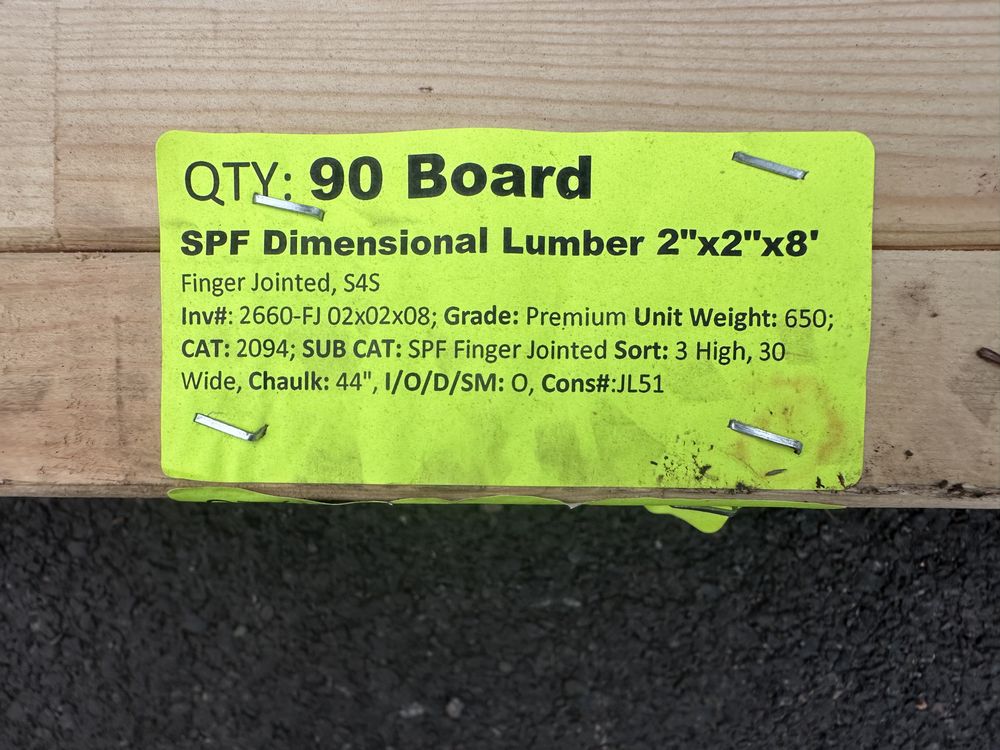 QTY: 90 Board
SPF Dimensional Lumber 2"x2"x8'
Finger Jointed, S4S
Inv#: 2660-FJ 02x02x08; Grade: Premium Unit Weight: 650;
CAT: 2094; SUB CAT: SPF Finger Jointed Sort: 3 High, 30
Wide, Chaulk: 44", I/O/D/SM: O, Cons#:JL51